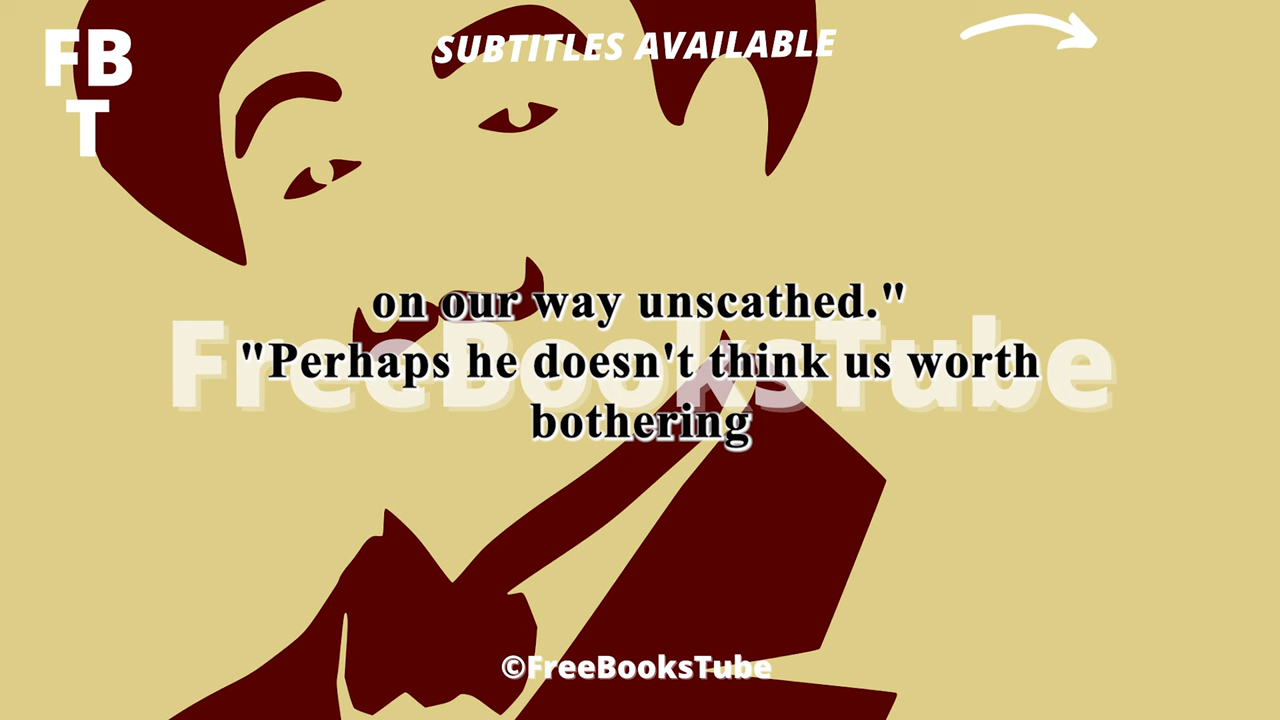 FB
T
SUBTITLES AVAILABLE
on our way unscathed."
"Perhaps he doesn't think us worth
bothering
FreeBooksTube
©FreeBooksTube